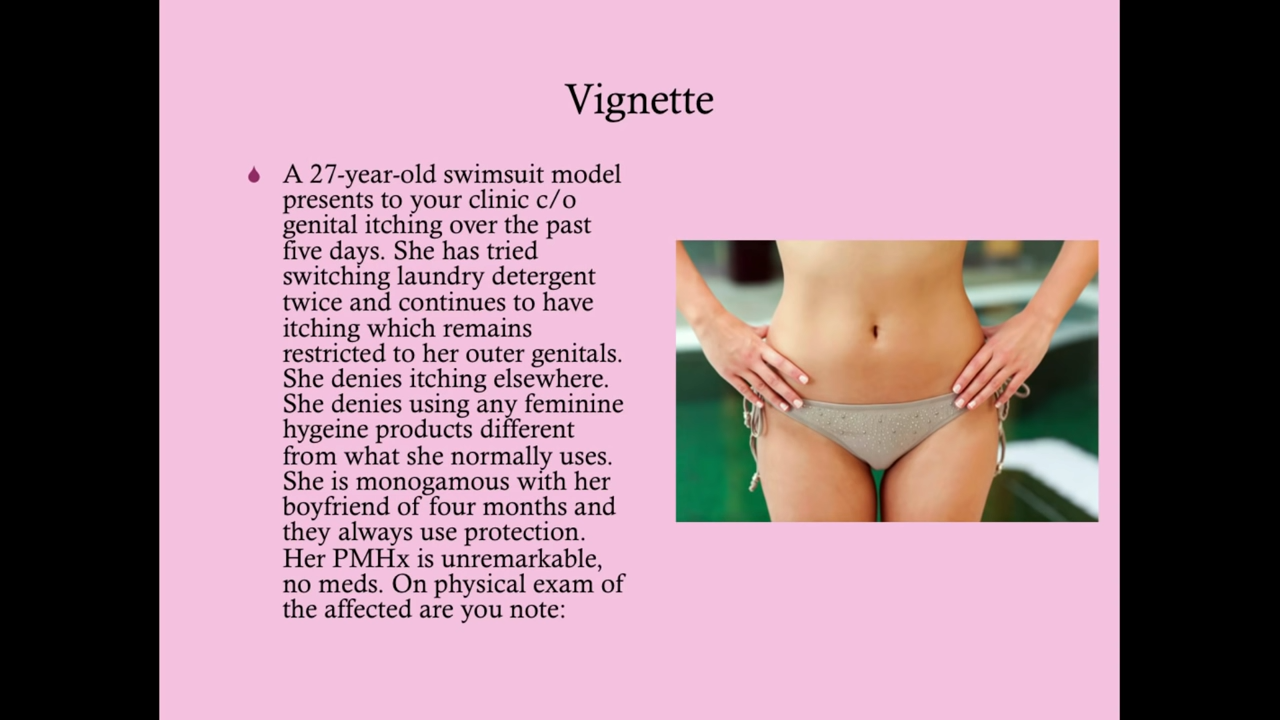 Vignette
A 27-year-old swimsuit model
presents to your clinic c/o
genital itching over the past
five days. She has tried
switching laundry detergent
twice and continues to have
itching which remains
restricted to her outer genitals.
She denies itching elsewhere.
She denies using any feminine
hygeine products different
from what she normally uses.
She is monogamous with her
boyfriend of four months and
they always use protection.
Her PMHx is unremarkable,
no meds. On physical exam of
the affected are you note: